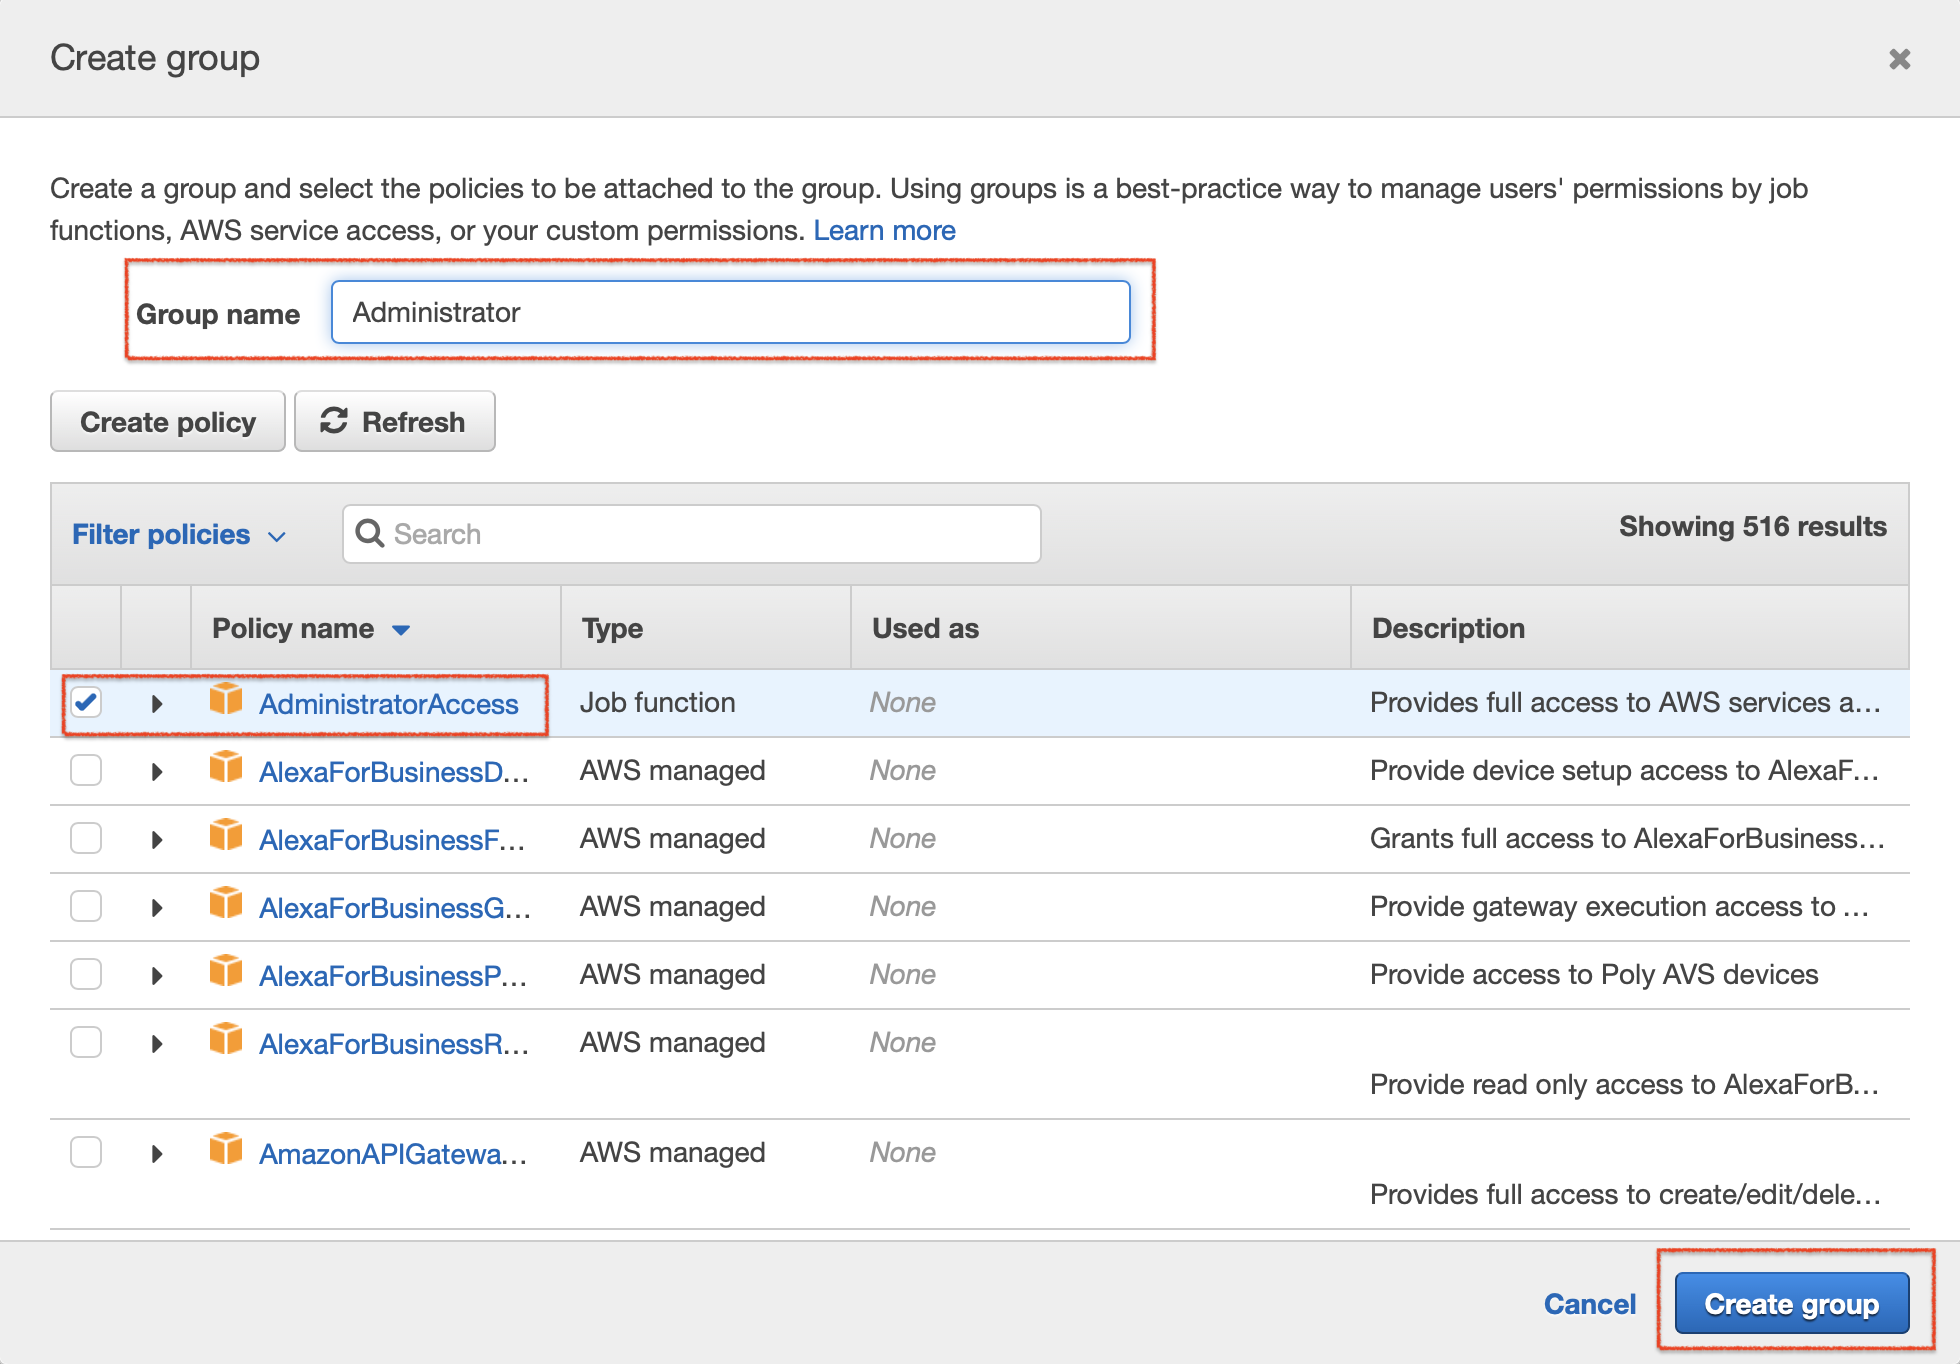 Create group
Create a group and select the policies to be attached to the group. Using groups is a best-practice way to manage users' permissions by job
functions, AWS service access, or your custom permissions. Learn more
Group name Administrator
Create policy Refresh
Filter policies Search Showing 516 results
Policy name Type Used as Description
AdministratorAccess Job function None Provides full access to AWS services a...
AlexaForBusinessD... AWS managed None Provide device setup access to AlexaF...
AlexaForBusinessF... AWS managed None Grants full access to AlexaForBusiness...
AlexaForBusinessG... AWS managed None Provide gateway execution access to ...
AlexaForBusinessP... AWS managed None Provide access to Poly AVS devices
AlexaForBusinessR... AWS managed None
Provide read only access to AlexaForB...
AmazonAPIGatewa... AWS managed None
Provides full access to create/edit/dele...
Cancel Create group